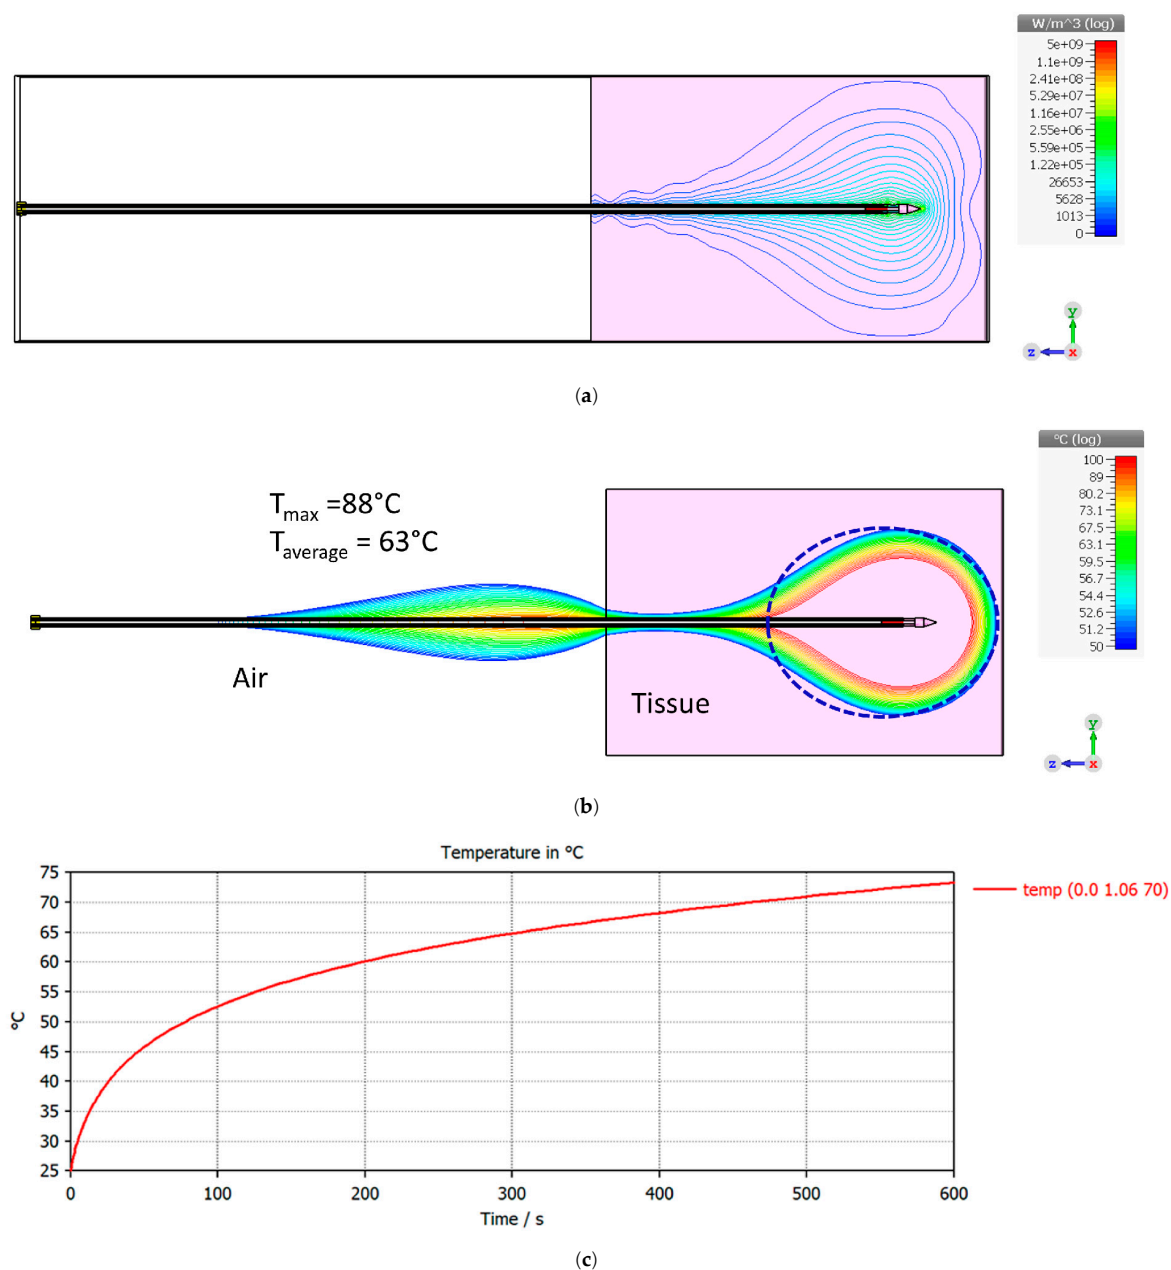 W/m^3 (log)
5e+09
1.1e+09
2.41e+08
5.29e+07
1.16e+07
2.55e+06
5.59e+05
1.22e+05
26653
5628
1013
0
y
z
x
(a)
°C (log)
100
89
80.2
73.1
67.5
63.1
59.5
56.7
54.4
52.6
51.2
50
Tmax =88°C
Taverage = 63°C
Air
Tissue
y
z
x
(b)
Temperature in °C
75
70
65
60
55
50
45
40
35
30
25
°C
temp (0.0 1.06 70)
0 100 200 300 400 500 600
Time / s
(c)